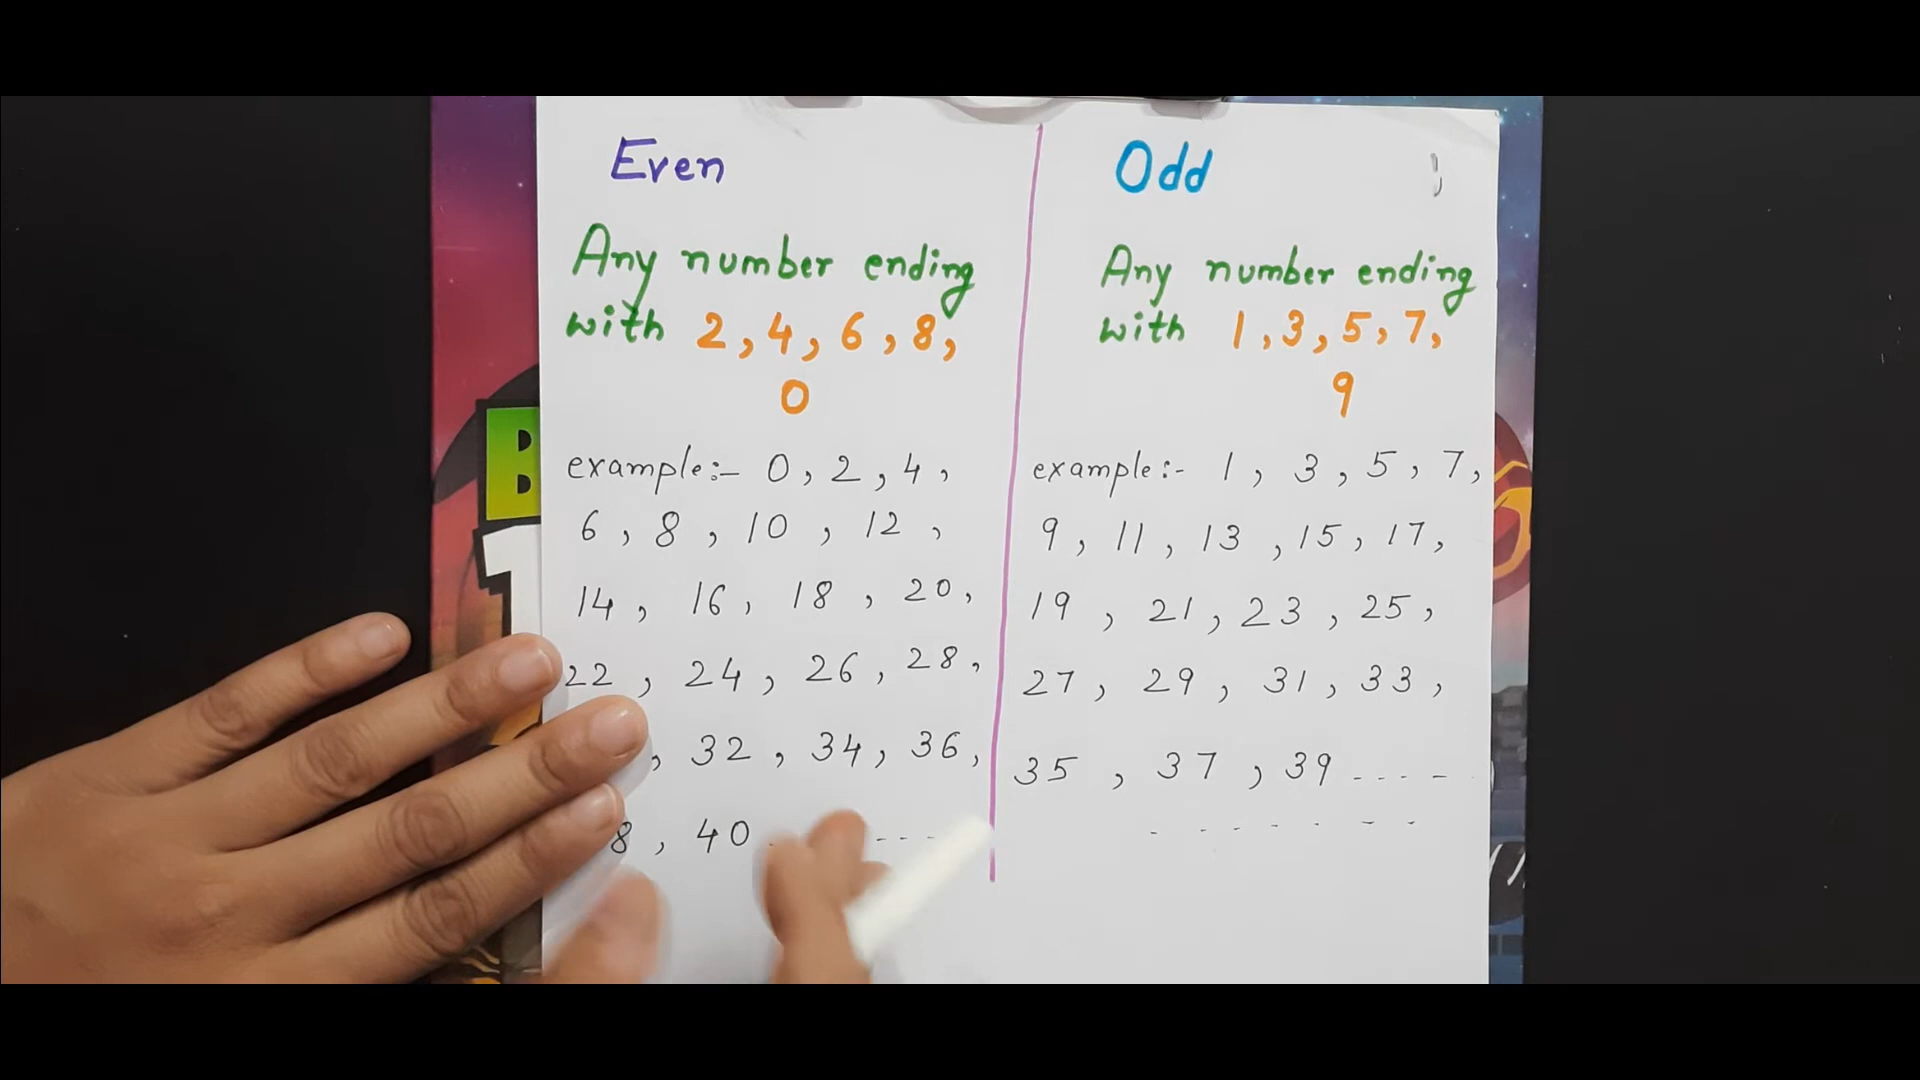 Even
Any number ending
with 2, 4, 6, 8,
0
example:- 0, 2, 4,
6, 8, 10, 12,
14, 16, 18, 20,
22, 24, 26, 28,
, 32, 34, 36,
8, 40 - - -
Odd
Any number ending
with 1, 3, 5, 7,
9
example:- 1, 3, 5, 7,
9, 11, 13, 15, 17,
19, 21, 23, 25,
27, 29, 31, 33,
35, 37, 39 - - - -
- - - - - - -
B